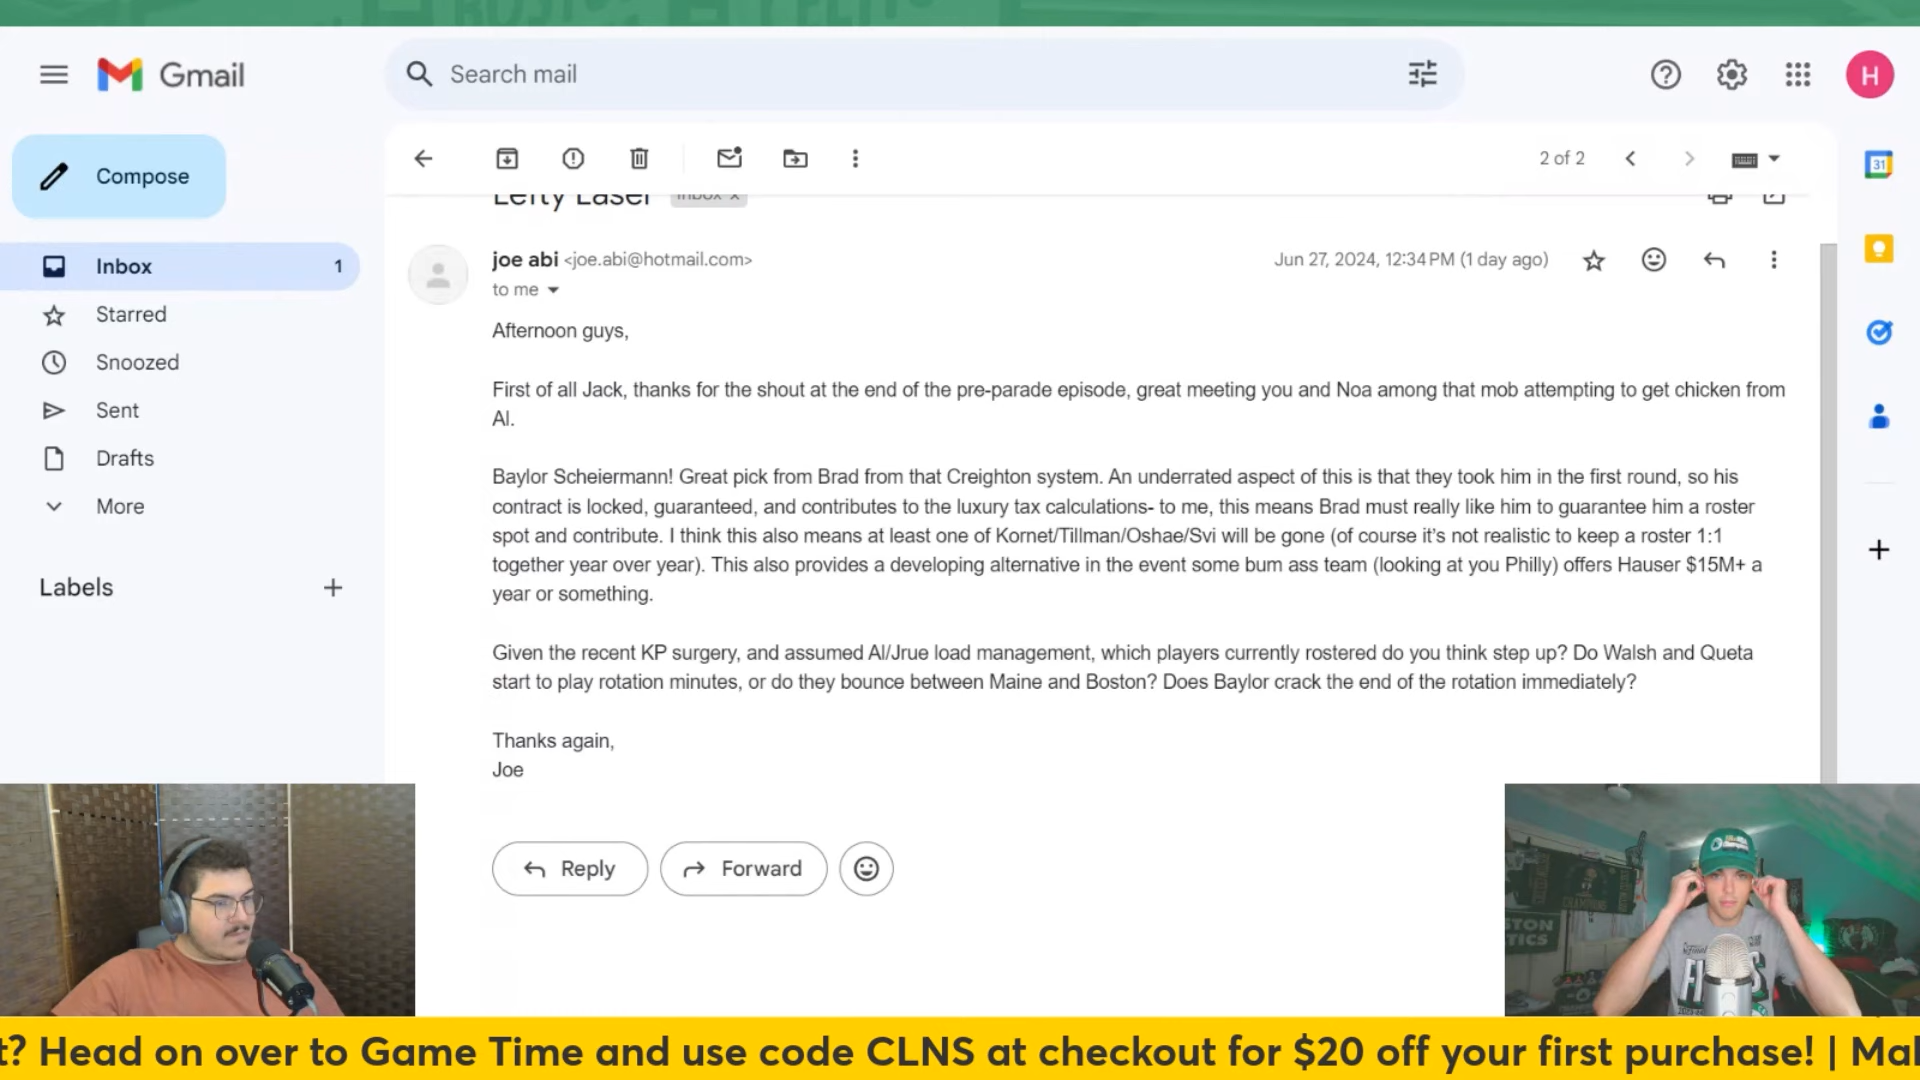 Gmail
Search mail
H
Compose
2 of 2
31
Lefty Laser Inbox x
Inbox 1
joe abi <joe.abi@hotmail.com>
Jun 27, 2024, 12:34 PM (1 day ago)
to me
Starred
Snoozed
Sent
Drafts
More
Labels
Afternoon guys,
First of all Jack, thanks for the shout at the end of the pre-parade episode, great meeting you and Noa among that mob attempting to get chicken from
Al.
Baylor Scheiermann! Great pick from Brad from that Creighton system. An underrated aspect of this is that they took him in the first round, so his
contract is locked, guaranteed, and contributes to the luxury tax calculations- to me, this means Brad must really like him to guarantee him a roster
spot and contribute. I think this also means at least one of Kornet/Tillman/Oshae/Svi will be gone (of course it's not realistic to keep a roster 1:1
together year over year). This also provides a developing alternative in the event some bum ass team (looking at you Philly) offers Hauser $15M+ a
year or something.
Given the recent KP surgery, and assumed Al/Jrue load management, which players currently rostered do you think step up? Do Walsh and Queta
start to play rotation minutes, or do they bounce between Maine and Boston? Does Baylor crack the end of the rotation immediately?
Thanks again,
Joe
Reply
Forward
t? Head on over to Game Time and use code CLNS at checkout for $20 off your first purchase! | Mal